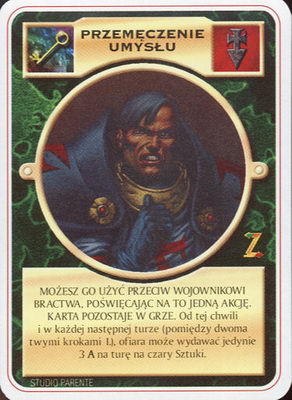 PRZEMĘCZENIE
UMYSŁU
Z
MOŻESZ GO UŻYĆ PRZECIW WOJOWNIKOWI
BRACTWA, POŚWIĘCAJĄC NA TO JEDNĄ AKCJĘ.
KARTA POZOSTAJE W GRZE. Od tej chwili
i w każdej następnej turze (pomiędzy dwoma
twymi krokami 1.), ofiara może wydawać jedynie
3 A na turę na czary Sztuki.
STUDIO PARENTE